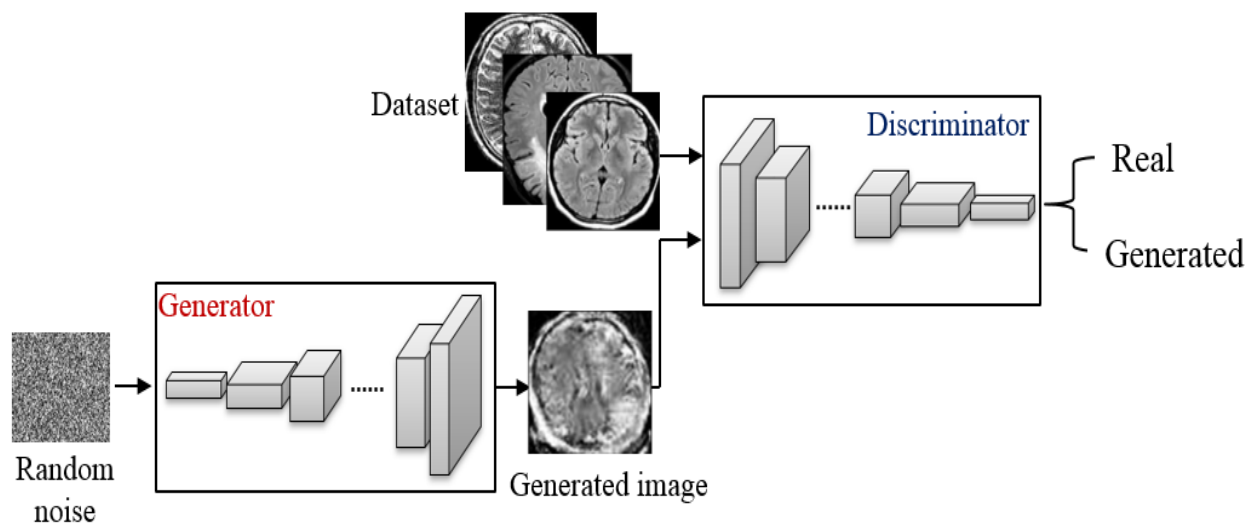 Dataset
Discriminator
Real
Generated
Generator
Random
noise
Generated image